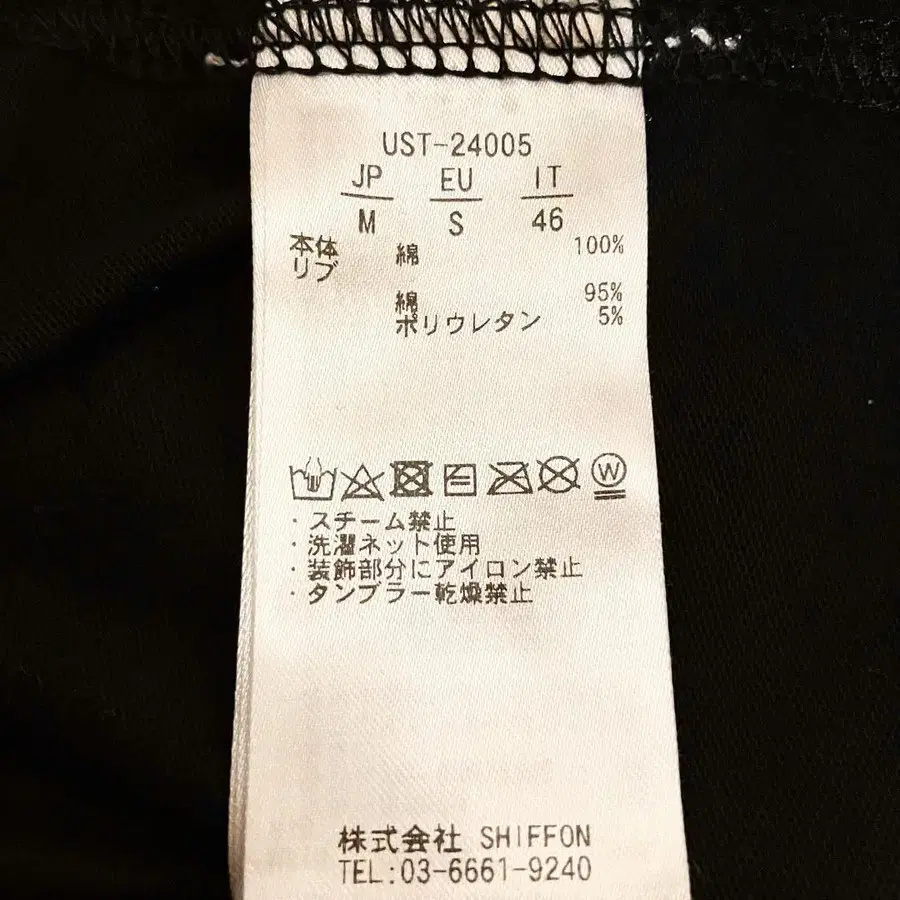 UST-24005
JP EU IT
M S 46
本体 綿 100%
リブ
綿 95%
ポリウレタン 5%
W
・スチーム禁止
・洗濯ネット使用
・装飾部分にアイロン禁止
・タンブラー乾燥禁止
株式会社 SHIFFON
TEL:03-6661-9240